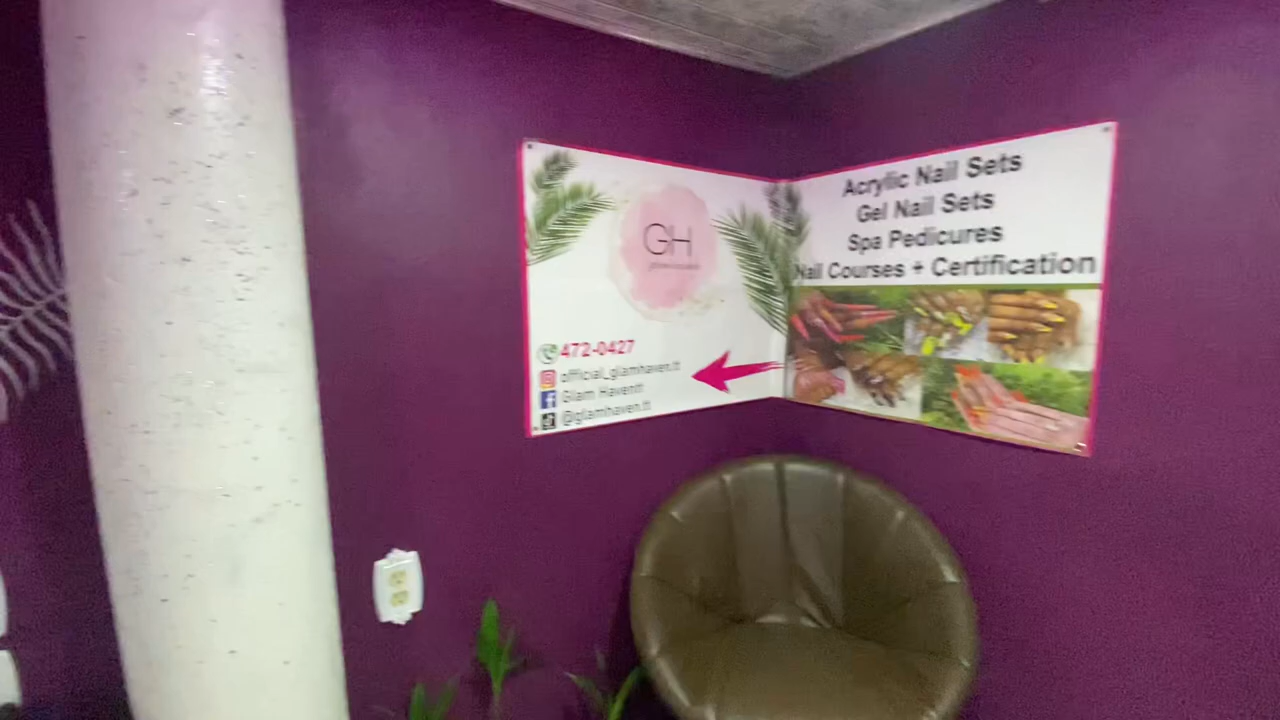 GH
472-0427
official_glamhaven.tt
Glam Haventt
@glamhaven.tt
Acrylic Nail Sets
Gel Nail Sets
Spa Pedicures
Nail Courses + Certification